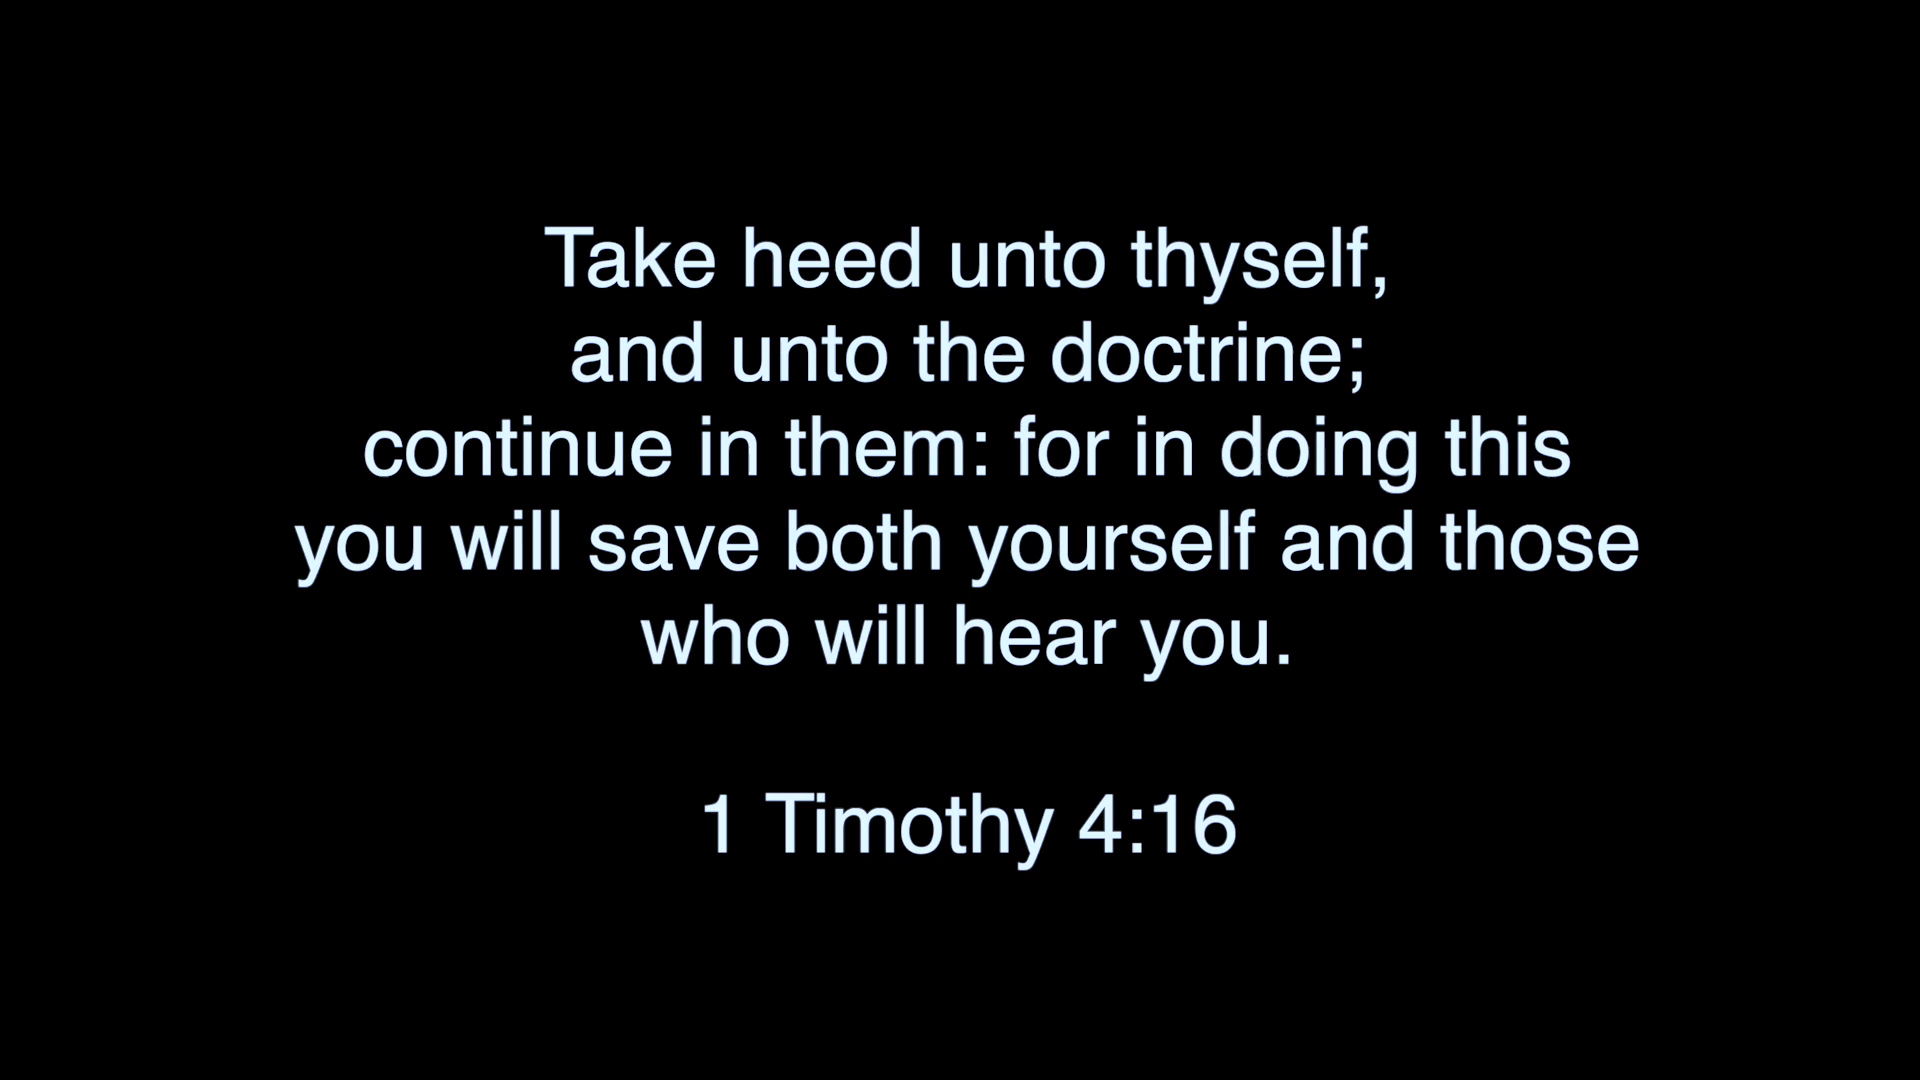 Take heed unto thyself,
and unto the doctrine;
continue in them: for in doing this
you will save both yourself and those
who will hear you.
1 Timothy 4:16